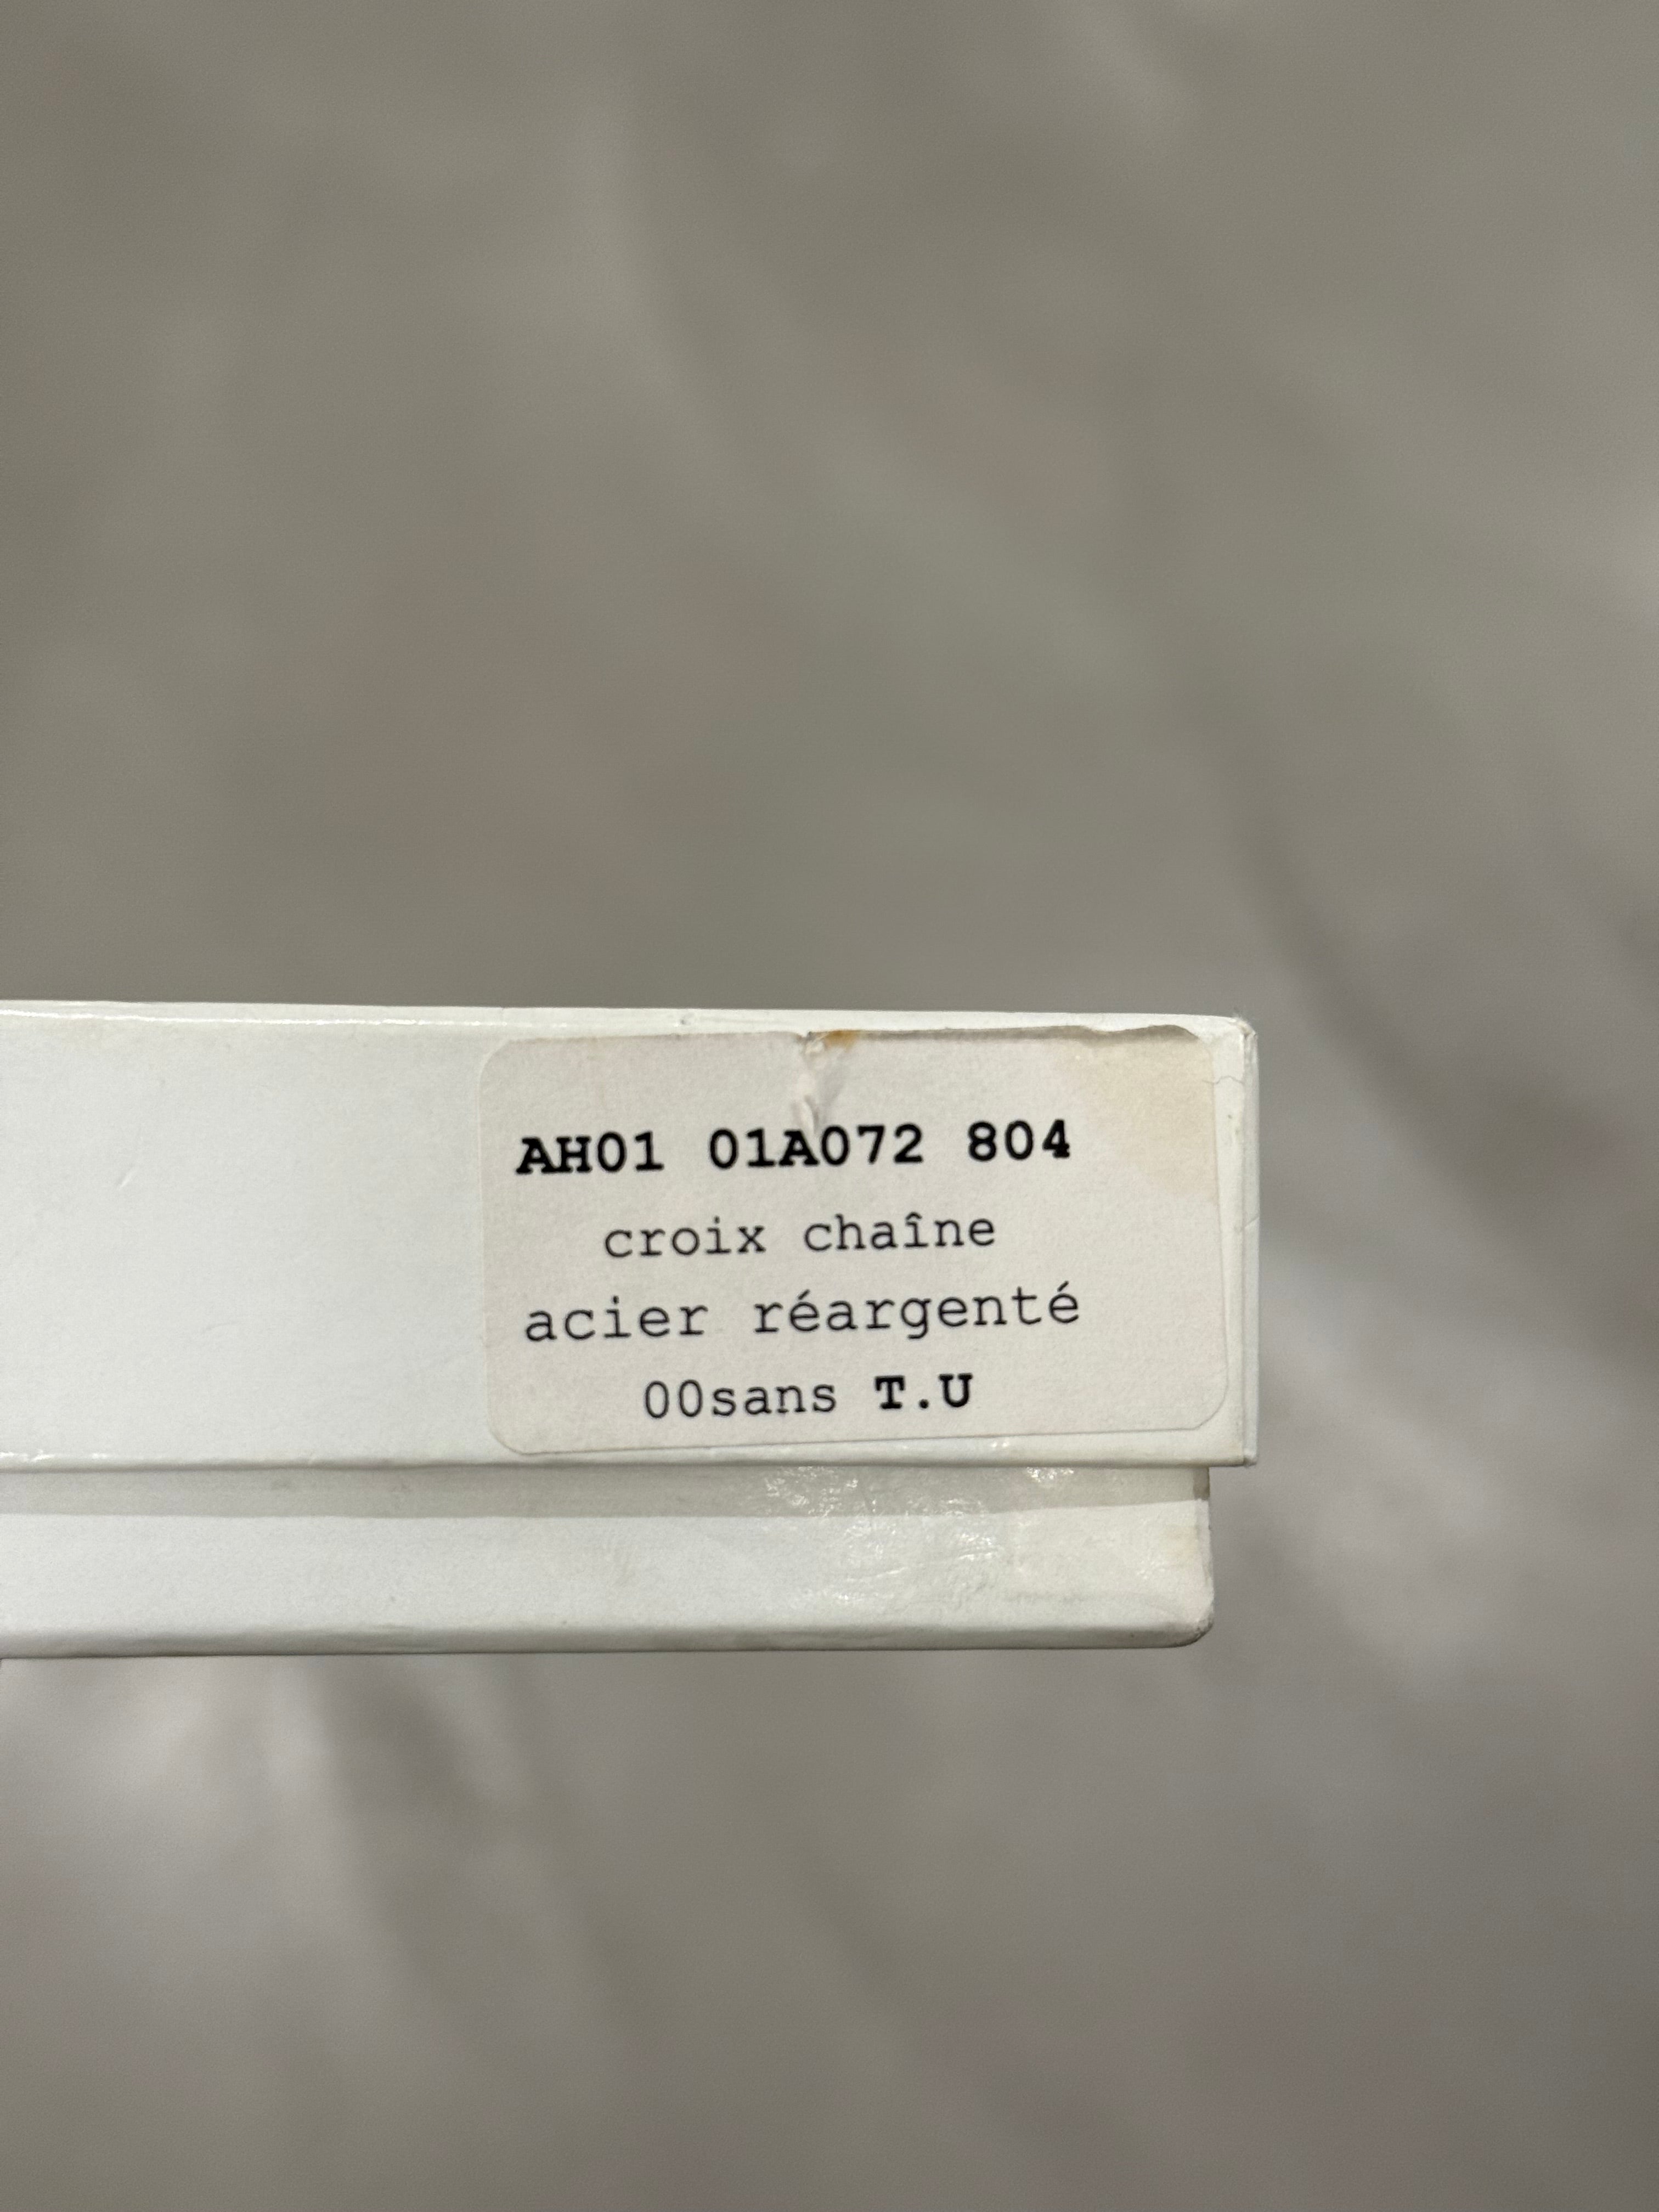 AH01 01A072 804
croix chaîne
acier réargenté
00sans T.U